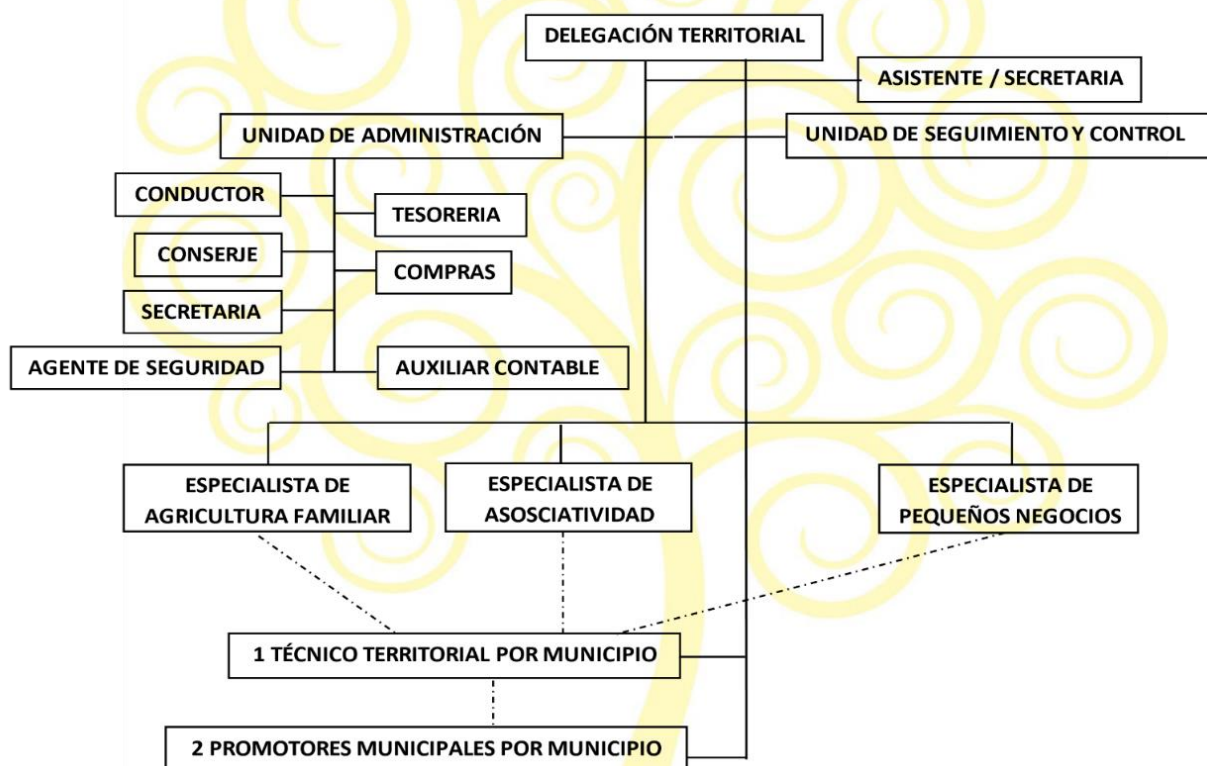 DELEGACIÓN TERRITORIAL
ASISTENTE / SECRETARIA
UNIDAD DE ADMINISTRACIÓN
UNIDAD DE SEGUIMIENTO Y CONTROL
CONDUCTOR
TESORERIA
CONSERJE
COMPRAS
SECRETARIA
AGENTE DE SEGURIDAD
AUXILIAR CONTABLE
ESPECIALISTA DE
AGRICULTURA FAMILIAR
ESPECIALISTA DE
ASOSCIATIVIDAD
ESPECIALISTA DE
PEQUEÑOS NEGOCIOS
1 TÉCNICO TERRITORIAL POR MUNICIPIO
2 PROMOTORES MUNICIPALES POR MUNICIPIO